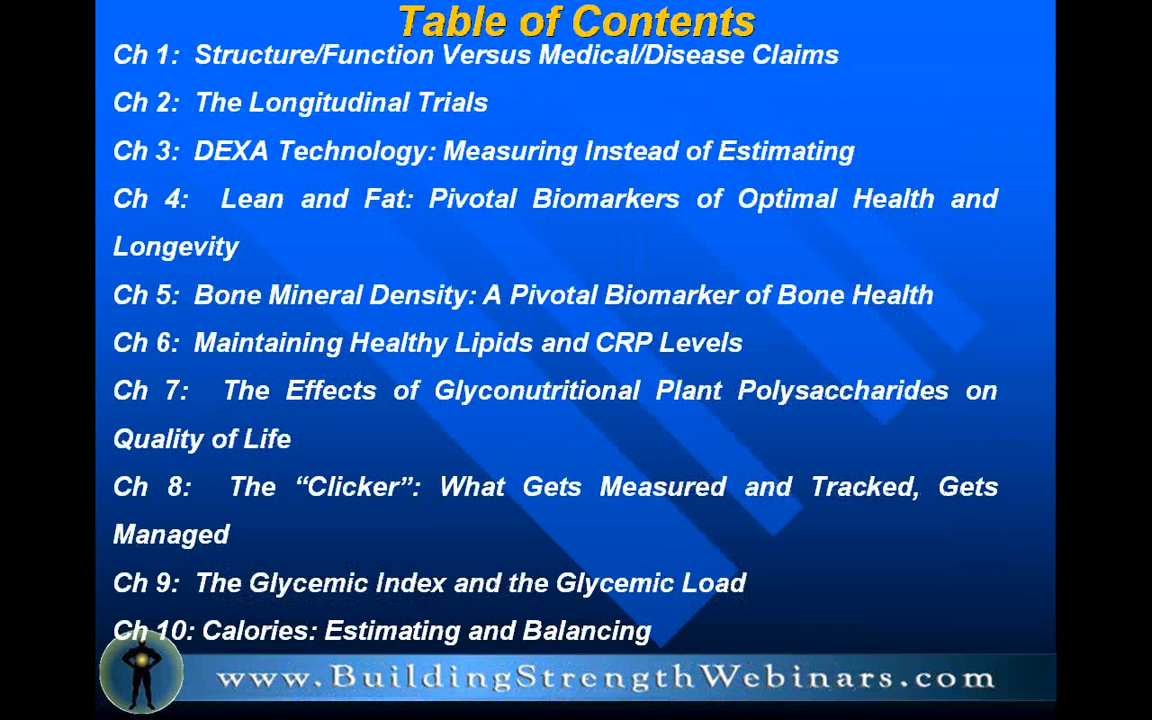 Table of Contents
Ch 1: Structure/Function Versus Medical/Disease Claims
Ch 2: The Longitudinal Trials
Ch 3: DEXA Technology: Measuring Instead of Estimating
Ch 4: Lean and Fat: Pivotal Biomarkers of Optimal Health and
Longevity
Ch 5: Bone Mineral Density: A Pivotal Biomarker of Bone Health
Ch 6: Maintaining Healthy Lipids and CRP Levels
Ch 7: The Effects of Glyconutritional Plant Polysaccharides on
Quality of Life
Ch 8: The “Clicker”: What Gets Measured and Tracked, Gets
Managed
Ch 9: The Glycemic Index and the Glycemic Load
Ch 10: Calories: Estimating and Balancing
www.BuildingStrengthWebinars.com